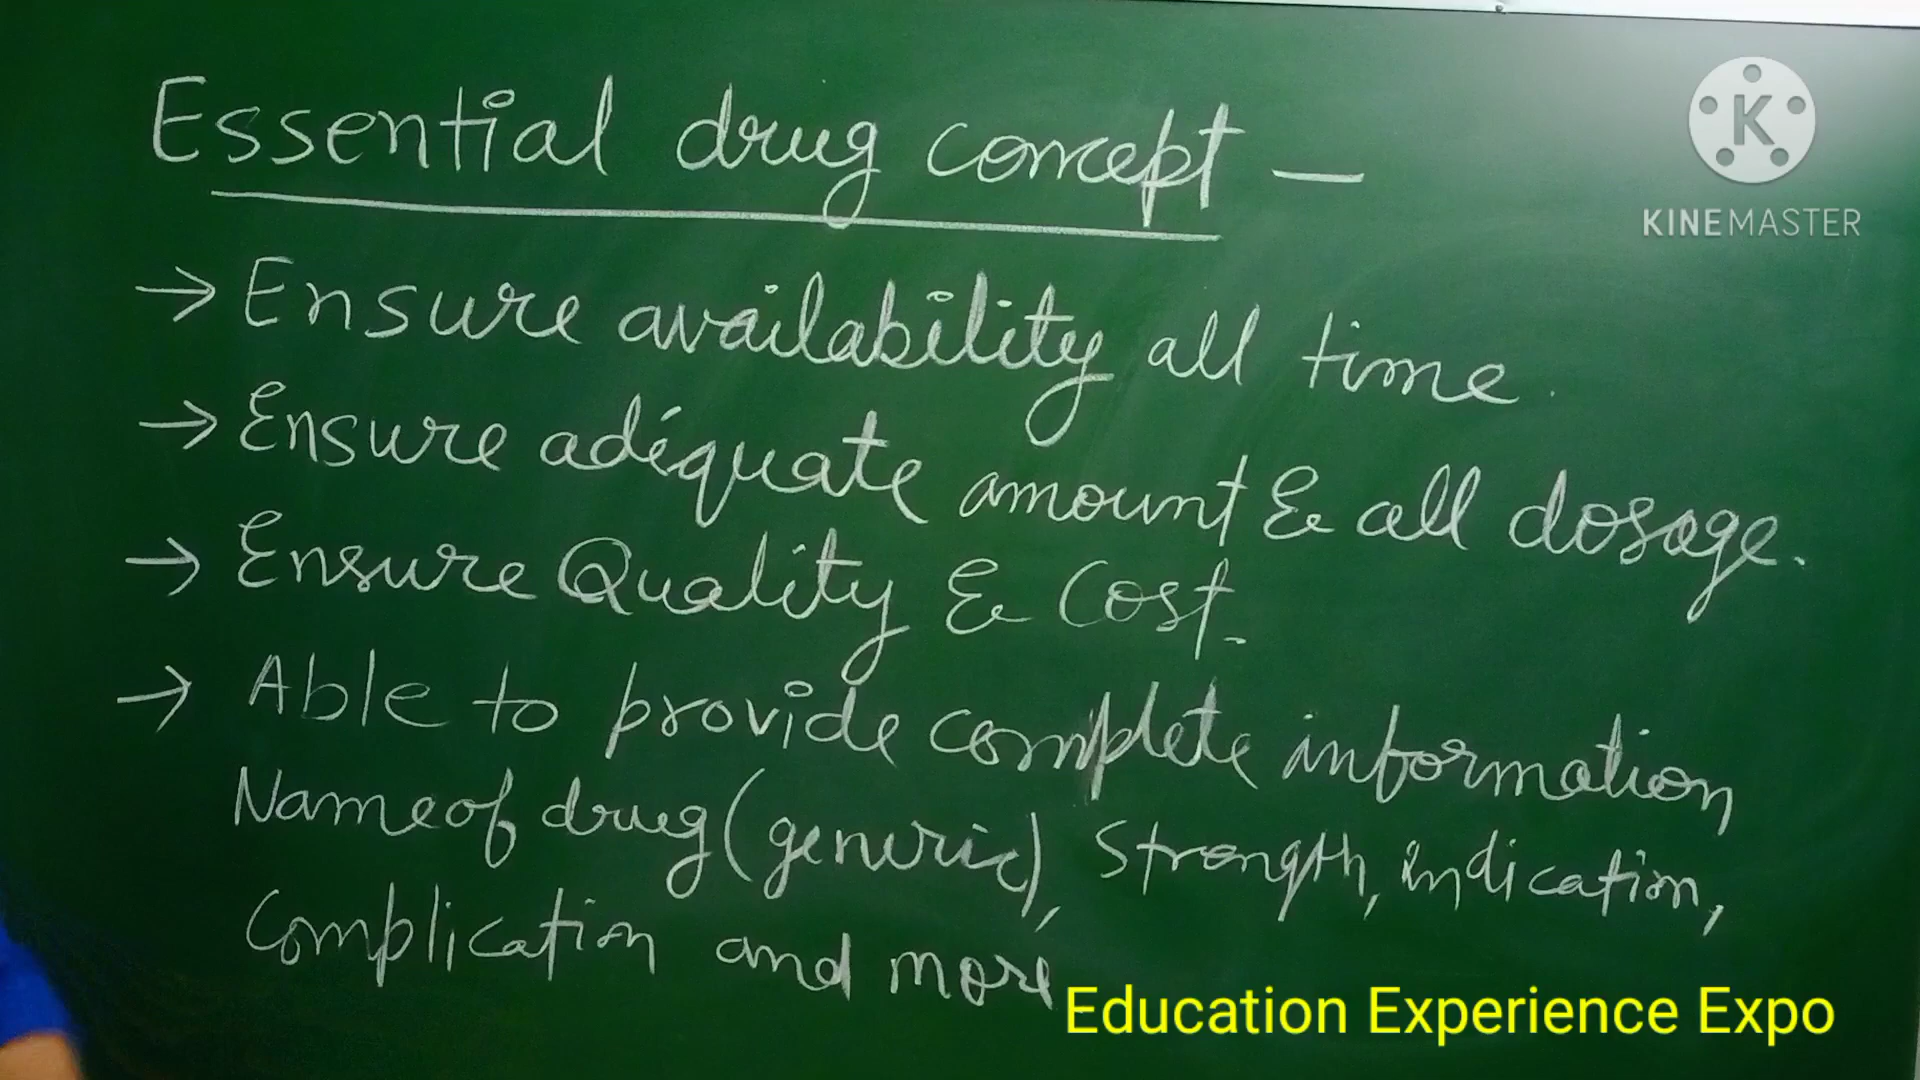 Essential drug concept —
→ Ensure availability all time.
→ Ensure adequate amount & all dosage.
→ Ensure Quality & Cost.
→ Able to provide complete information
Name of drug (generic), Strength, indication,
Complication and more
K
KINEMASTER
Education Experience Expo